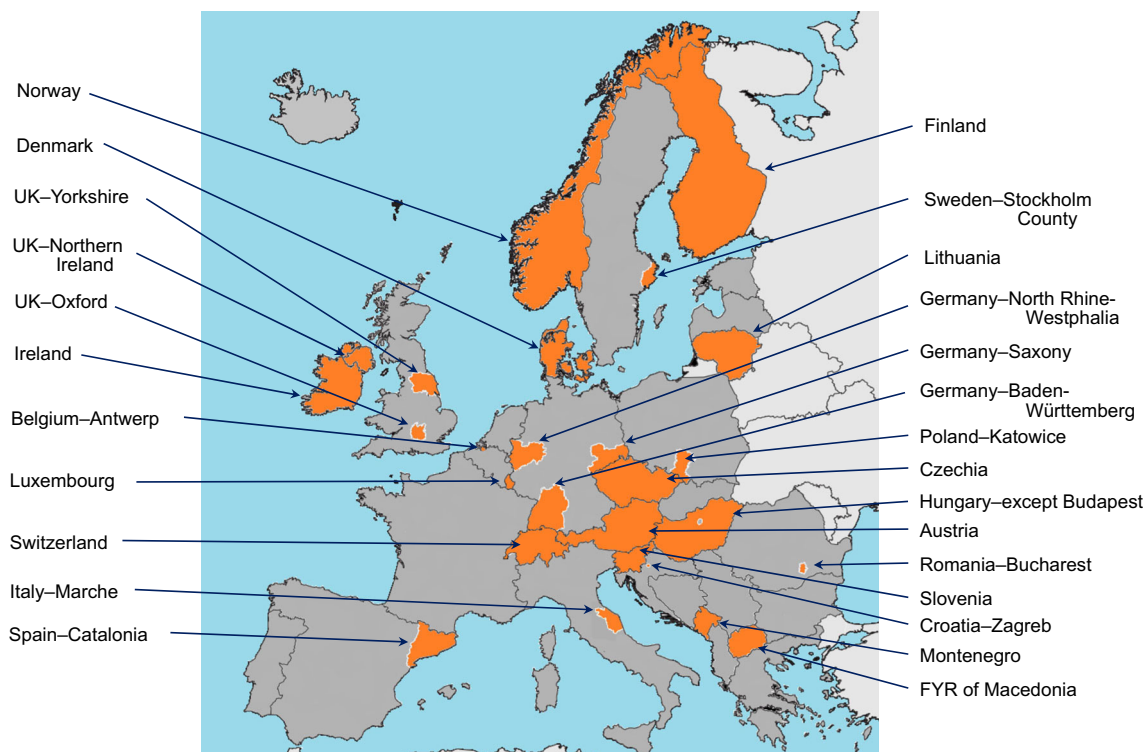 Norway
Denmark
UK–Yorkshire
UK–Northern
Ireland
UK–Oxford
Ireland
Belgium–Antwerp
Luxembourg
Switzerland
Italy–Marche
Spain–Catalonia
Finland
Sweden–Stockholm
County
Lithuania
Germany–North Rhine-
Westphalia
Germany–Saxony
Germany–Baden-
Württemberg
Poland–Katowice
Czechia
Hungary–except Budapest
Austria
Romania–Bucharest
Slovenia
Croatia–Zagreb
Montenegro
FYR of Macedonia